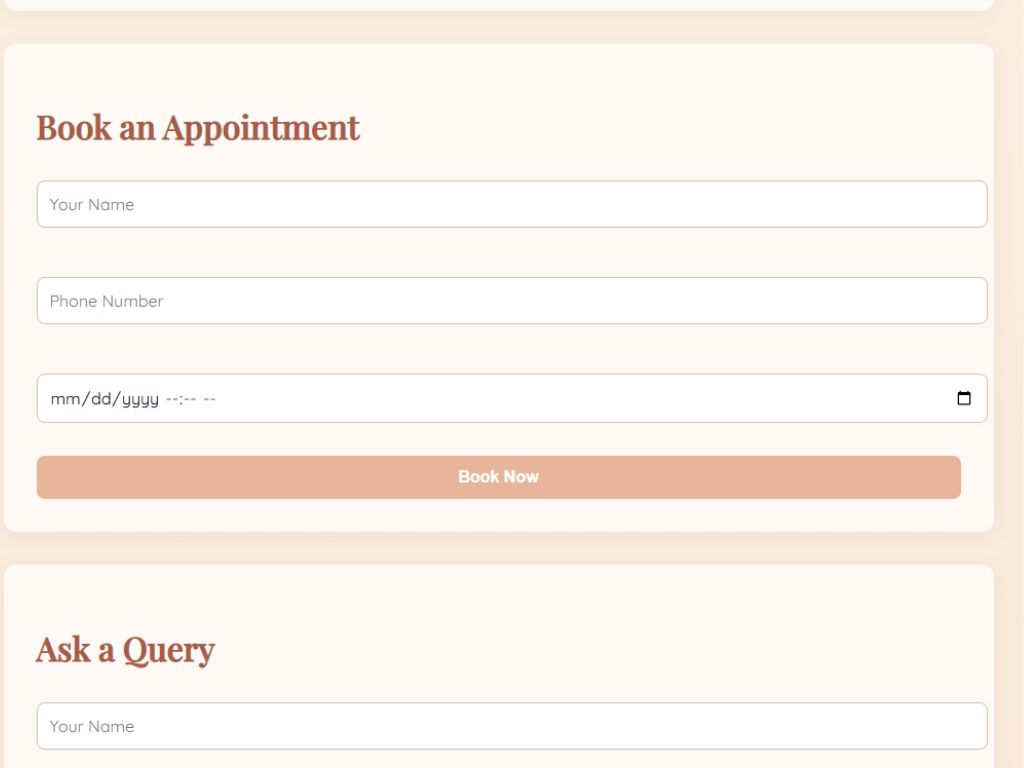 Book an Appointment
Your Name
Phone Number
mm/dd/yyyy --:-- --
Book Now
Ask a Query
Your Name